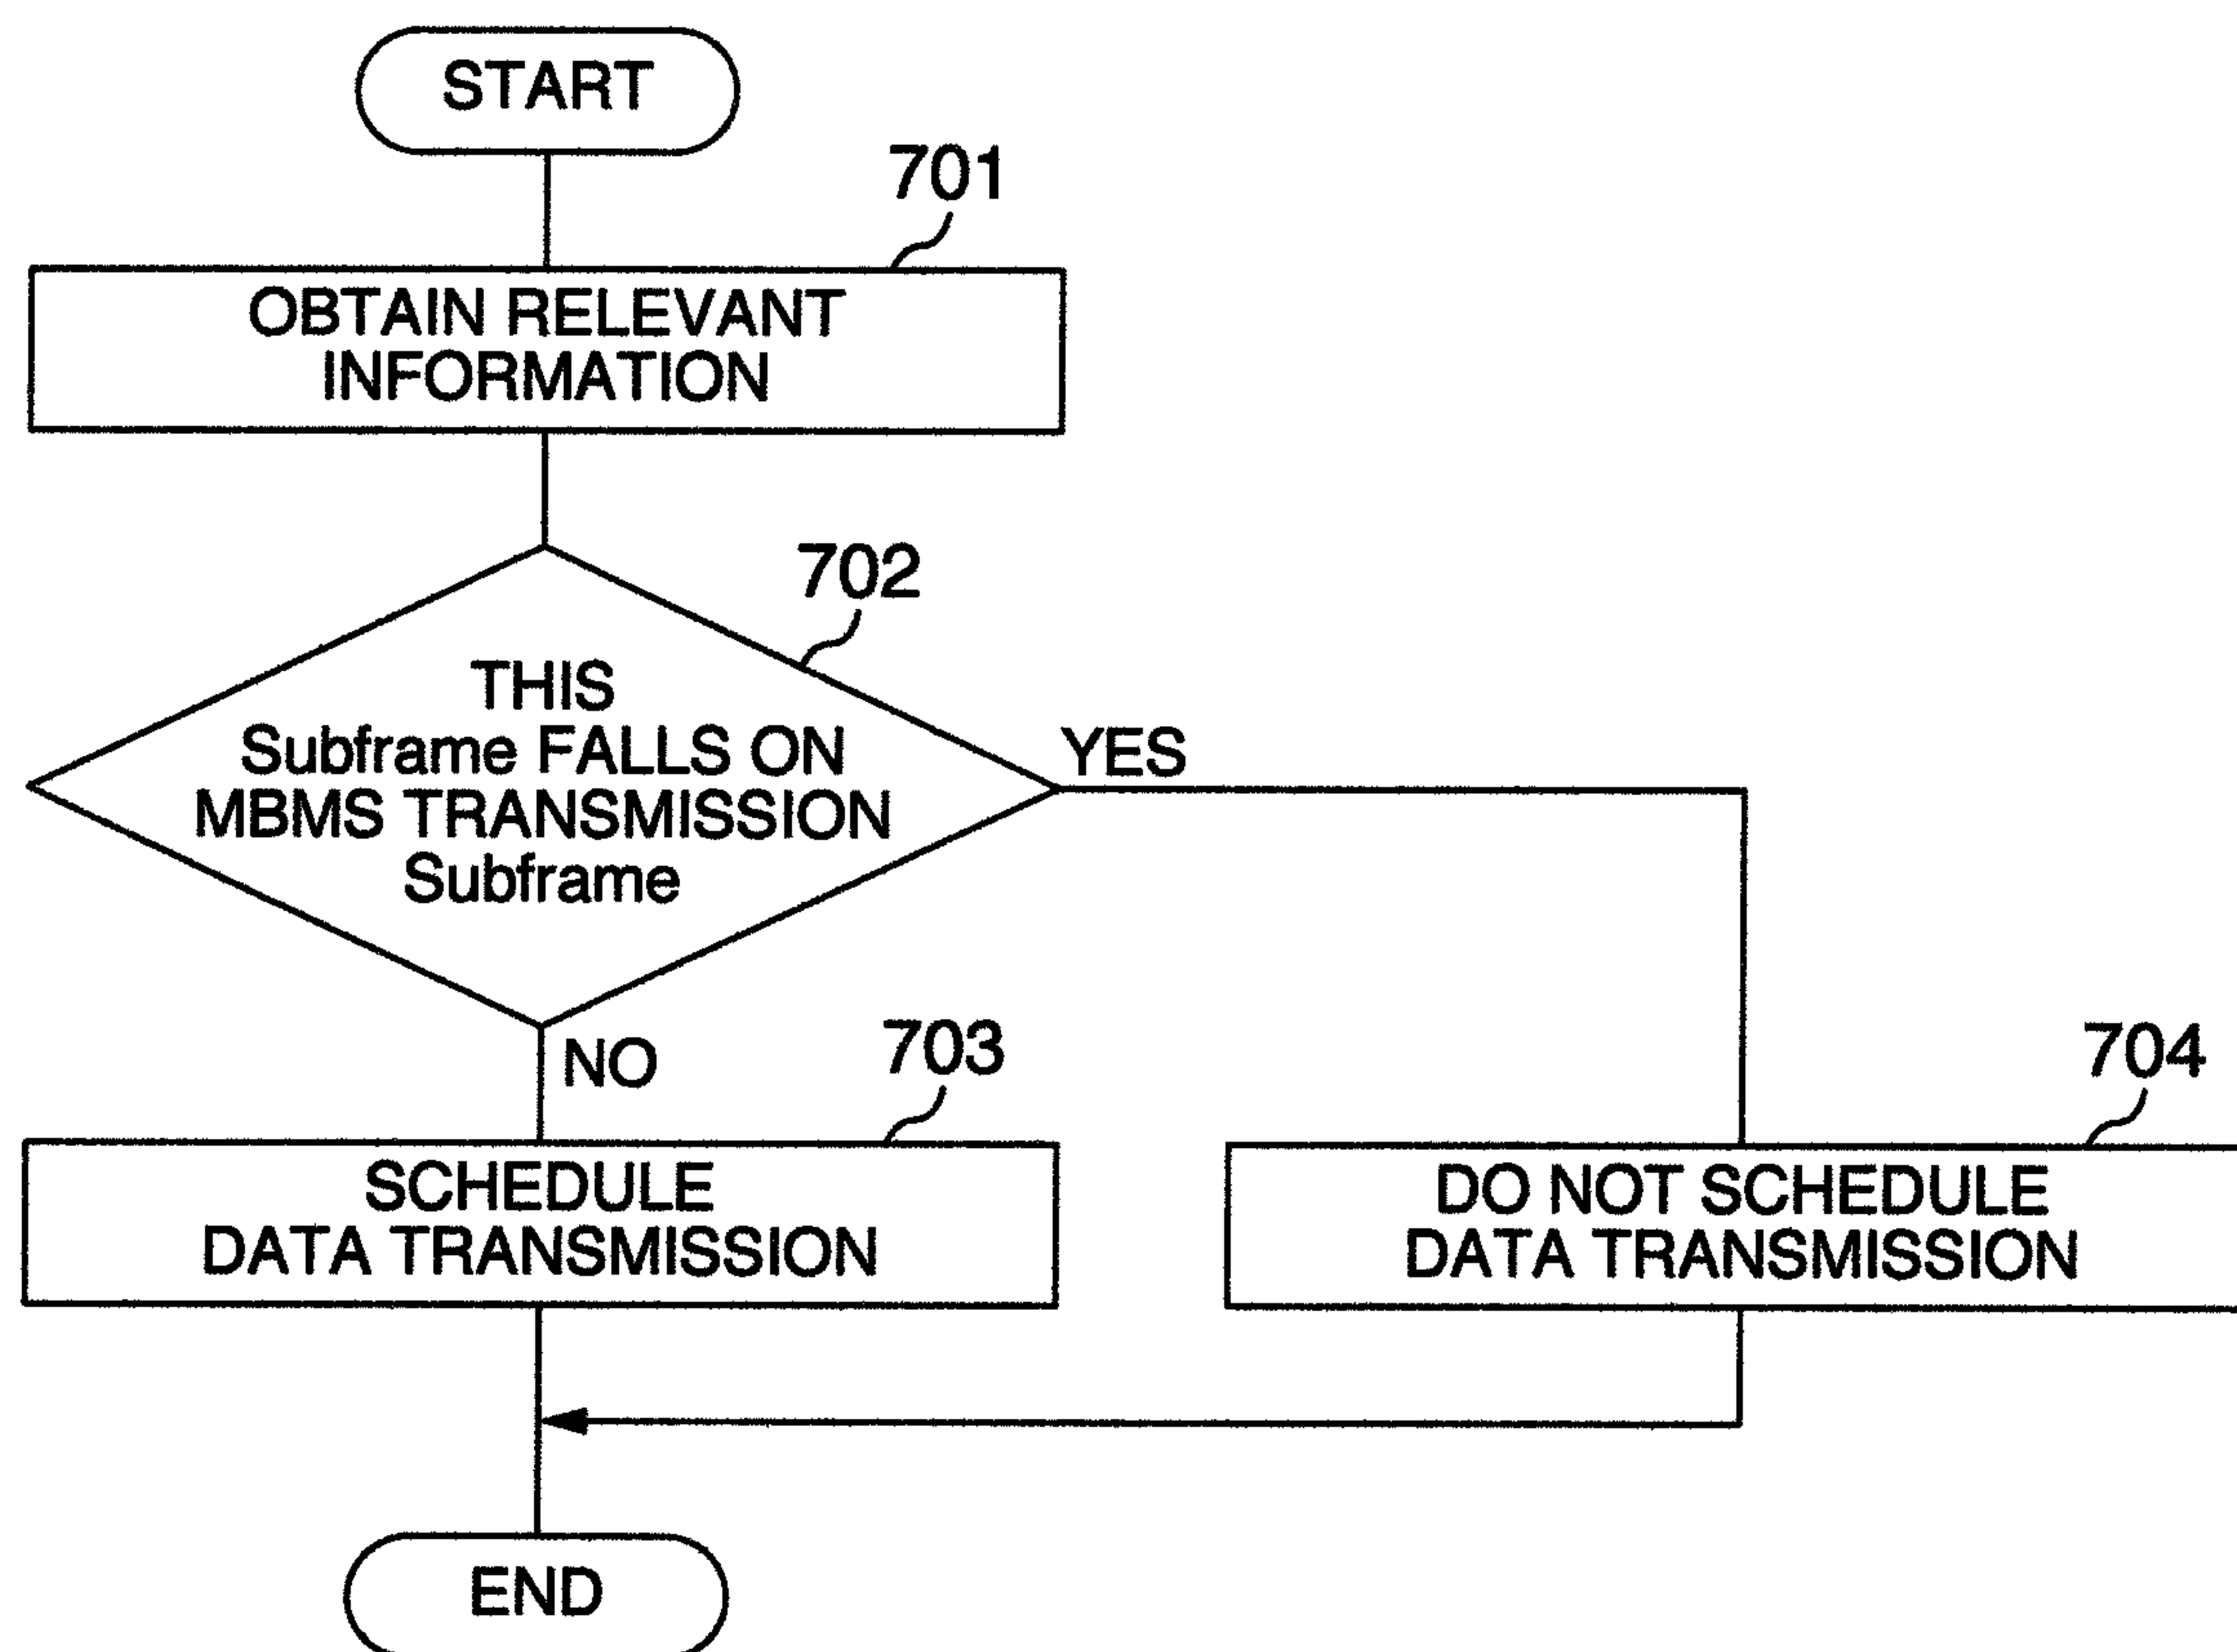 START
701
OBTAIN RELEVANT
INFORMATION
702
THIS
Subframe FALLS ON
MBMS TRANSMISSION
Subframe
YES
NO
703
SCHEDULE
DATA TRANSMISSION
704
DO NOT SCHEDULE
DATA TRANSMISSION
END